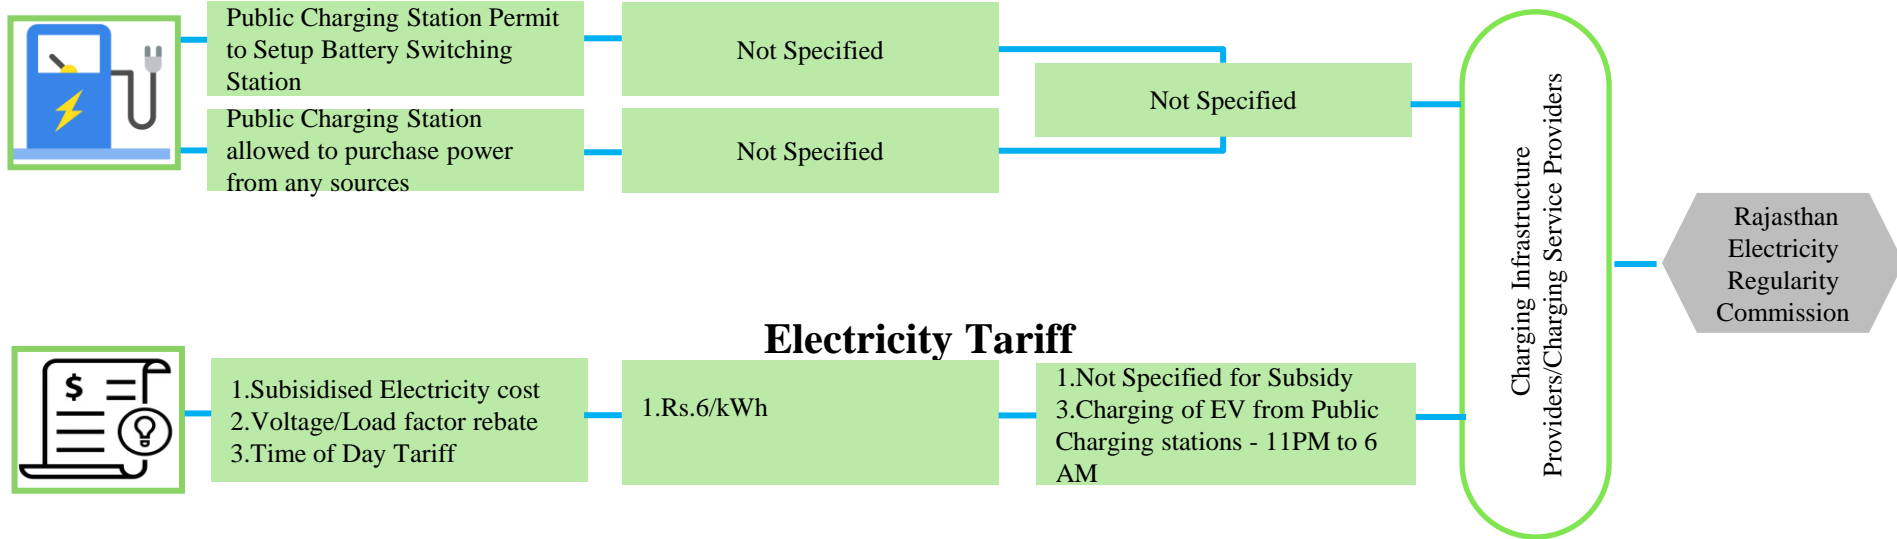 Public Charging Station Permit
to Setup Battery Switching
Station
Not Specified
Not Specified
Public Charging Station
allowed to purchase power
from any sources
Not Specified
Charging Infrastructure
Providers/Charging Service Providers
Rajasthan
Electricity
Regularity
Commission
Electricity Tariff
$
1.Subisidised Electricity cost
2.Voltage/Load factor rebate
3.Time of Day Tariff
1.Rs.6/kWh
1.Not Specified for Subsidy
3.Charging of EV from Public
Charging stations - 11PM to 6
AM